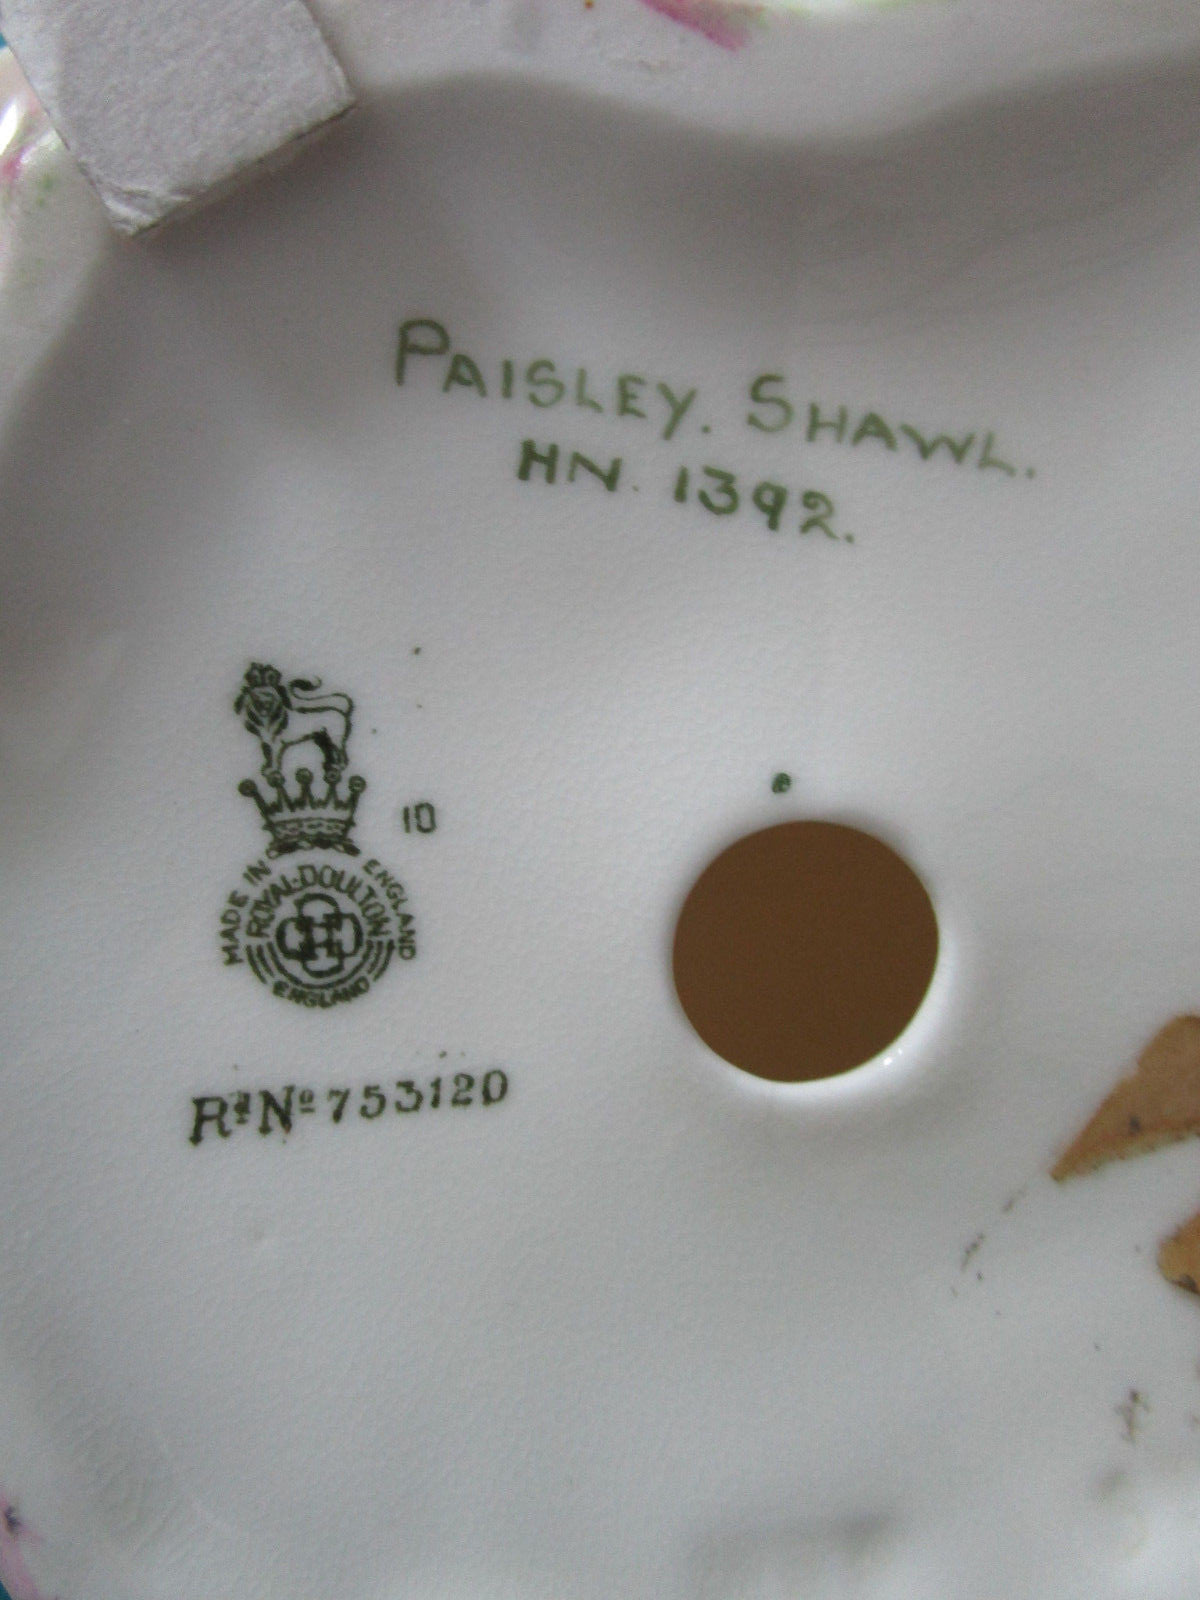 PAISLEY. SHAWL.
HN. 1392.
10
MADE IN ENGLAND
ROYAL-DOULTON
ENGLAND
Rd No 753120